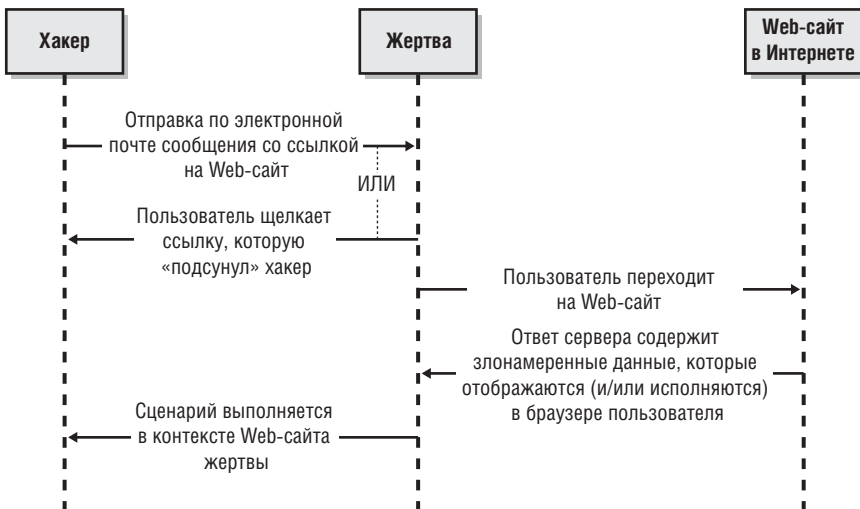 Хакер
Жертва
Web-сайт
в Интернете
Отправка по электронной
почте сообщения со ссылкой
на Web-сайт
ИЛИ
Пользователь щелкает
ссылку, которую
«подсунул» хакер
Пользователь переходит
на Web-сайт
Ответ сервера содержит
злонамеренные данные, которые
отображаются (и/или исполняются)
в браузере пользователя
Сценарий выполняется
в контексте Web-сайта
жертвы